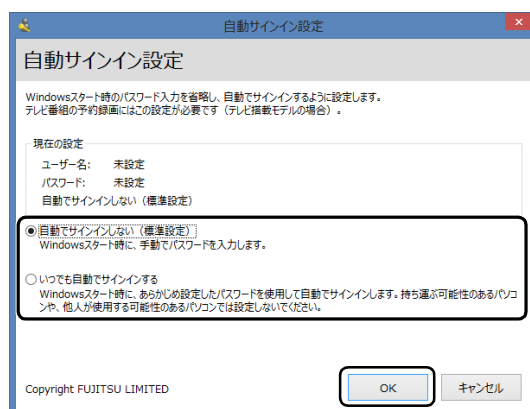 自動サインイン設定
自動サインイン設定
Windowsスタート時のパスワード入力を省略し、自動でサインインするように設定します。
テレビ番組の予約録画にはこの設定が必要です（テレビ搭載モデルの場合）。
現在の設定
ユーザー名: 未設定
パスワード: 未設定
自動でサインインしない（標準設定）
自動でサインインしない（標準設定）
Windowsスタート時に、手動でパスワードを入力します。
いつでも自動でサインインする
Windowsスタート時に、あらかじめ設定したパスワードを使用して自動でサインインします。持ち運ぶ可能性のあるパソコ
ンや、他人が使用する可能性のあるパソコンでは設定しないでください。
Copyright FUJITSU LIMITED
OK
キャンセル